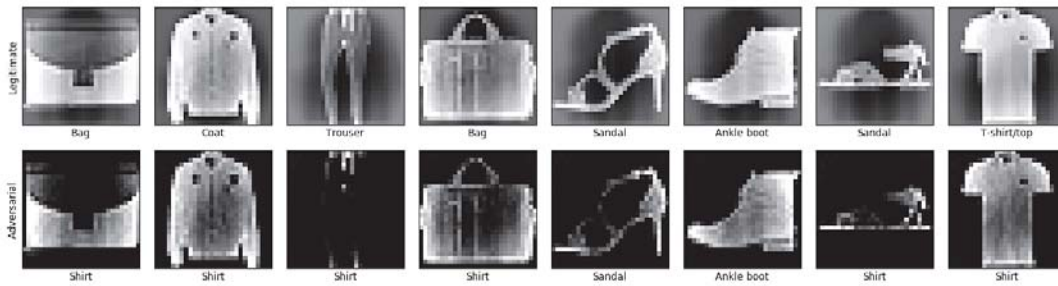 Legitimate
Bag Coat Trouser Bag Sandal Ankle boot Sandal T-shirt/top
Adversarial
Shirt Shirt Shirt Shirt Sandal Ankle boot Shirt Shirt